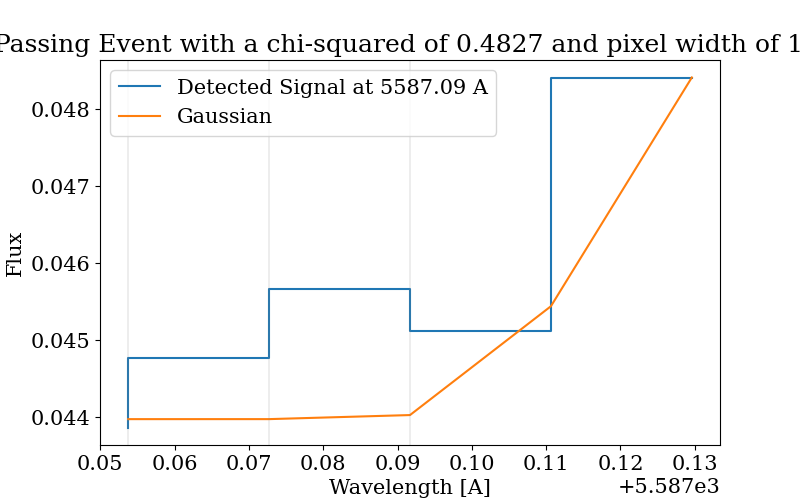 Passing Event with a chi-squared of 0.4827 and pixel width of 1
Detected Signal at 5587.09 A
Gaussian
Flux
0.048
0.047
0.046
0.045
0.044
0.05 0.06 0.07 0.08 0.09 0.10 0.11 0.12 0.13
+5.587e3
Wavelength [A]